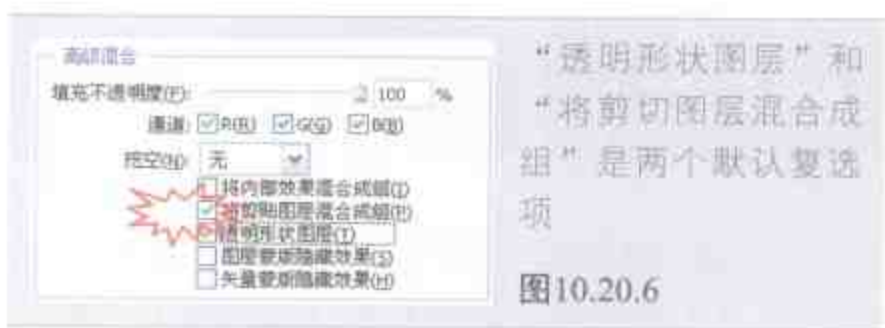 高级混合
填充不透明度(F): 100 %
通道: R(R) G(G) B(B)
挖空(N): 无
将内部效果混合成组(I)
将剪贴图层混合成组(P)
透明形状图层(T)
图层蒙版隐藏效果(S)
矢量蒙版隐藏效果(H)
“透明形状图层”和
“将剪切图层混合成
组”是两个默认复选
项
图10.20.6